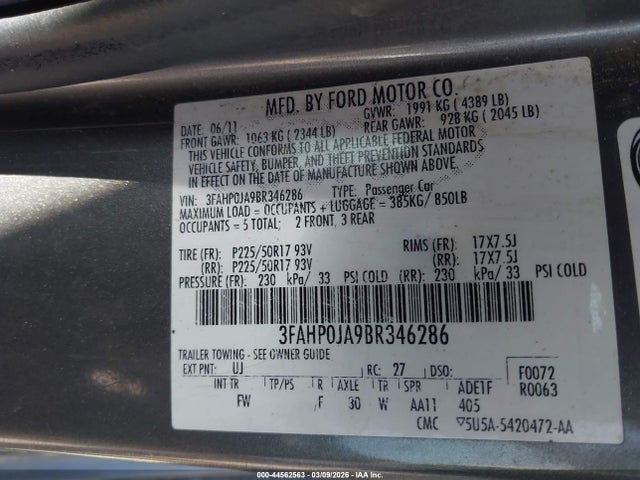 MFD. BY FORD MOTOR CO.
DATE: 06/11 GVWR: 1991 KG ( 4389 LB)
FRONT GAWR: 1063 KG ( 2344 LB) REAR GAWR: 928 KG ( 2045 LB)
THIS VEHICLE CONFORMS TO ALL APPLICABLE FEDERAL MOTOR
VEHICLE SAFETY, BUMPER, AND THEFT PREVENTION STANDARDS
IN EFFECT ON THE DATE OF MANUFACTURE SHOWN ABOVE.
VIN: 3FAHP0JA9BR346286 TYPE: Passenger Car
MAXIMUM LOAD = OCCUPANTS + LUGGAGE = 385KG/ 850LB
OCCUPANTS = 5 TOTAL; 2 FRONT, 3 REAR
TIRE (FR): P225/50R17 93V RIMS (FR): 17X7.5J
(RR): P225/50R17 93V (RR): 17X7.5J
PRESSURE (FR): 230 kPa/ 33 PSI COLD (RR): 230 kPa/ 33 PSI COLD
3FAHP0JA9BR346286
TRAILER TOWING - SEE OWNER GUIDE
EXT PNT: UJ RC: 27 DSO: F0072
R0063
INT TR TP/PS R AXLE TR SPR ADE1F
FW F 30 W AA11 405
CMC ▽5U5A-5420472-AA
000-44562563 | 03/09/2026 - IAAI.COM